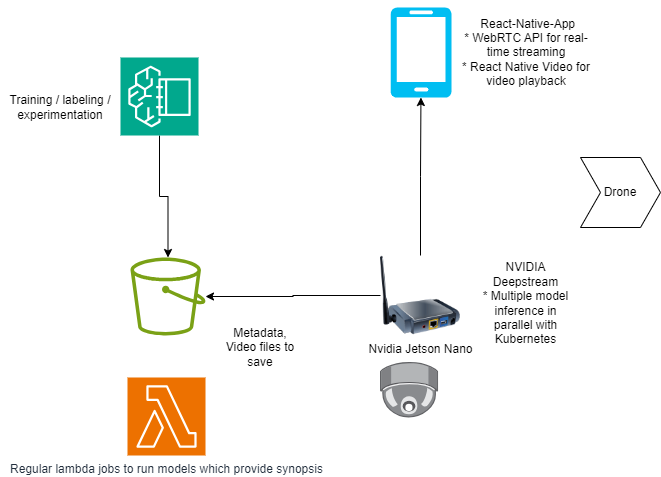 React-Native-App
* WebRTC API for real-
time streaming
* React Native Video for
video playback
Training / labeling /
experimentation
Drone
NVIDIA
Deepstream
* Multiple model
inference in
parallel with
Kubernetes
Metadata,
Video files to
save
Nvidia Jetson Nano
Regular lambda jobs to run models which provide synopsis